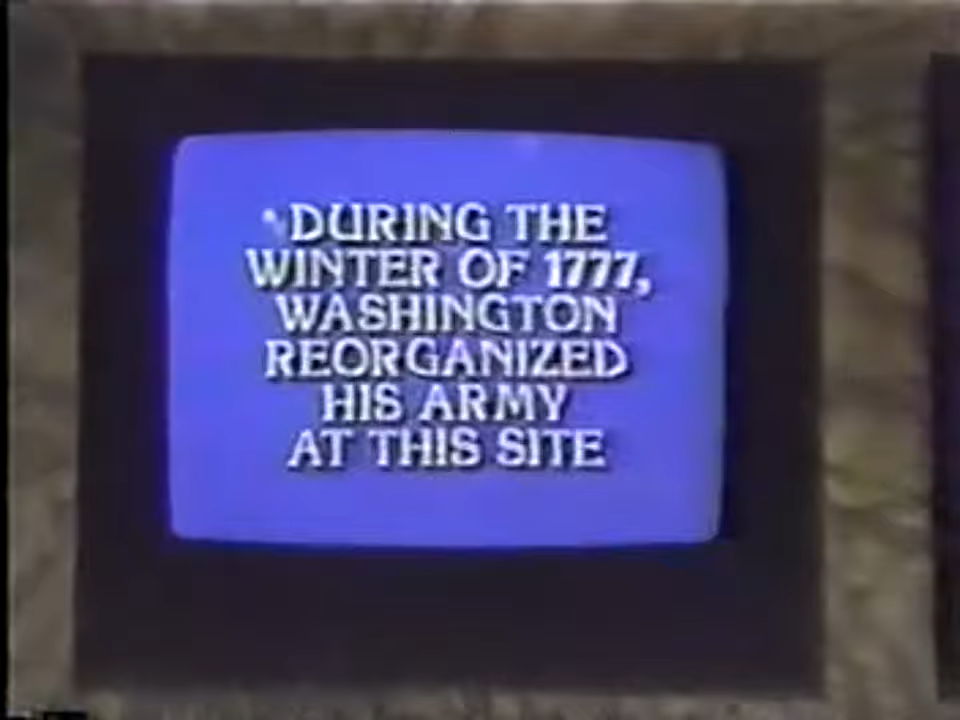 DURING THE
WINTER OF 1777,
WASHINGTON
REORGANIZED
HIS ARMY
AT THIS SITE